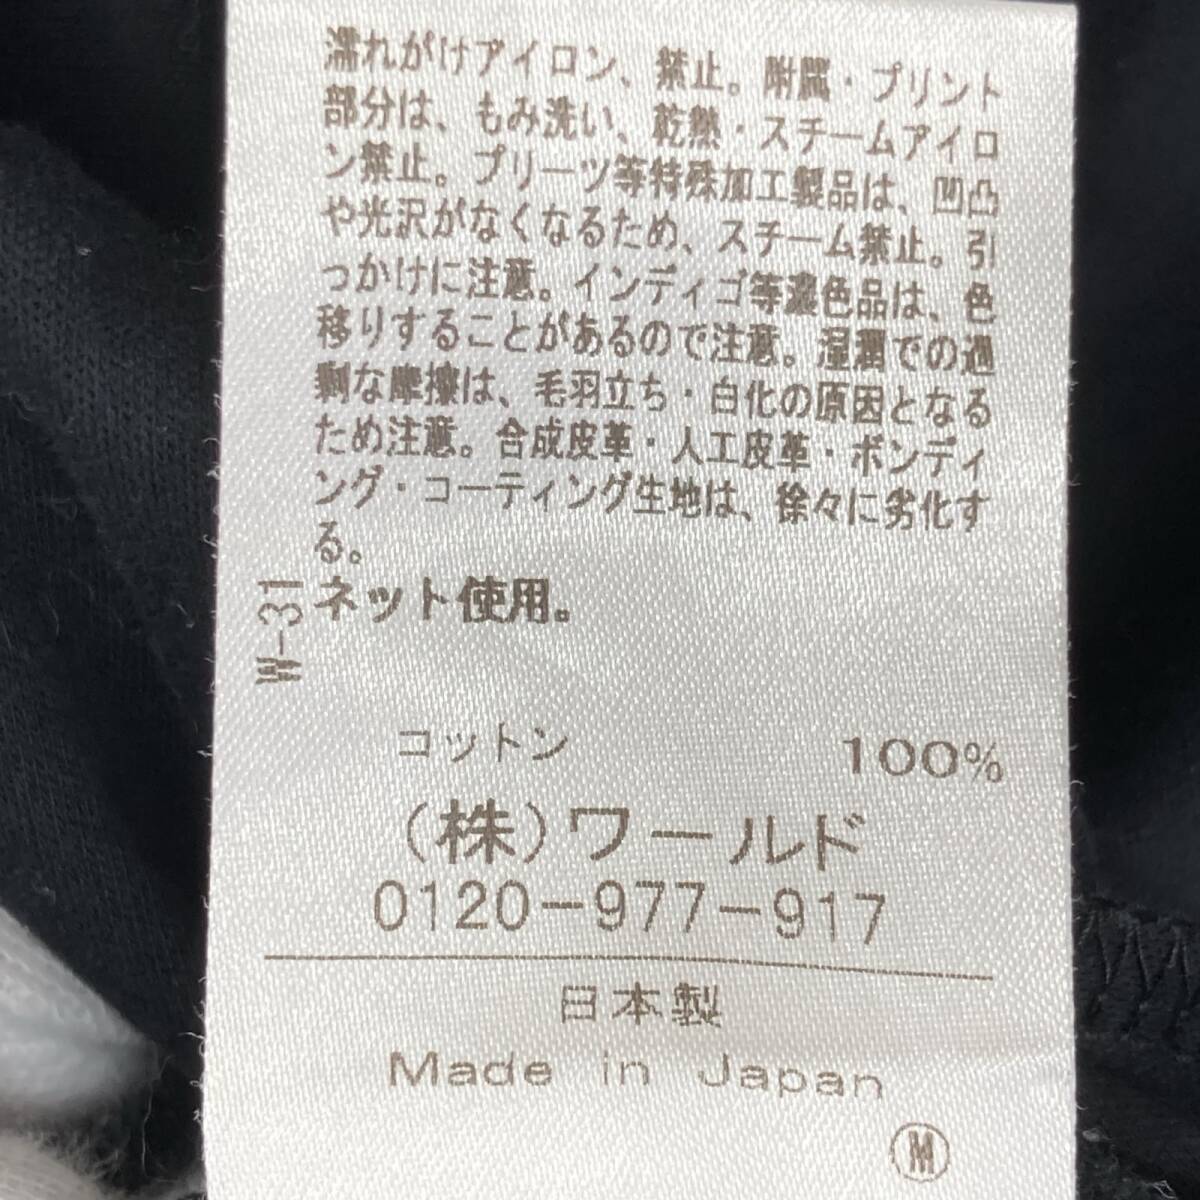 濡れがけアイロン、禁止。附属・プリント
部分は、もみ洗い、乾熱・スチームアイロ
ン禁止。プリーツ等特殊加工製品は、凹凸
や光沢がなくなるため、スチーム禁止。引
っかけに注意。インディゴ等濃色品は、色
移りすることがあるので注意。湿潤での過
剰な摩擦は、毛羽立ち・白化の原因となる
ため注意。合成皮革・人工皮革・ボンディ
ング・コーティング生地は、徐々に劣化す
る。
ネット使用。
W-31
コットン 100%
(株)ワールド
0120-977-917
日本製
Made in Japan
M